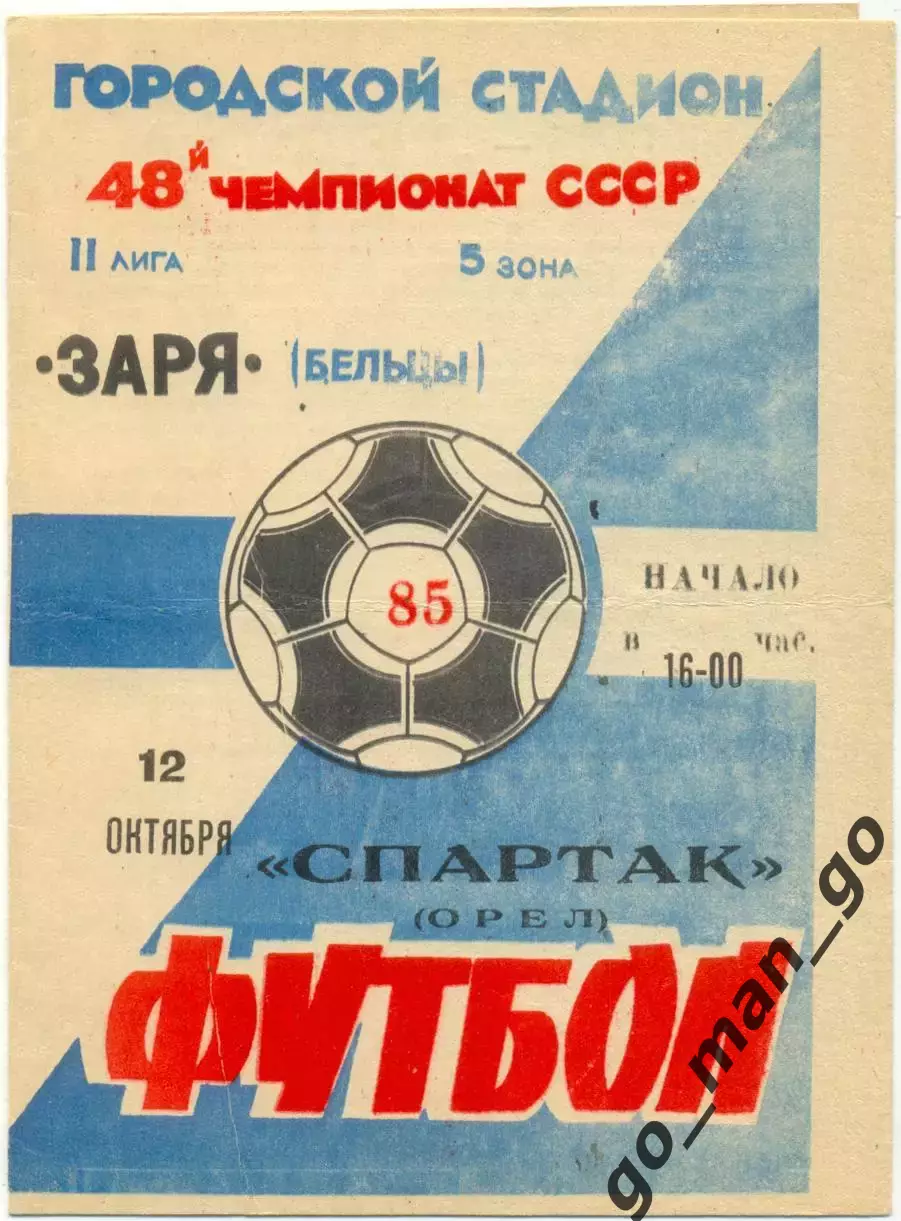 ГОРОДСКОЙ СТАДИОН
48й ЧЕМПИОНАТ СССР
II ЛИГА 5 ЗОНА
•ЗАРЯ• (БЕЛЬЦЫ)
85
НАЧАЛО
в 16-00 час.
12
ОКТЯБРЯ
«СПАРТАК»
(ОРЕЛ)
ФУТБОЛ
go_man_go